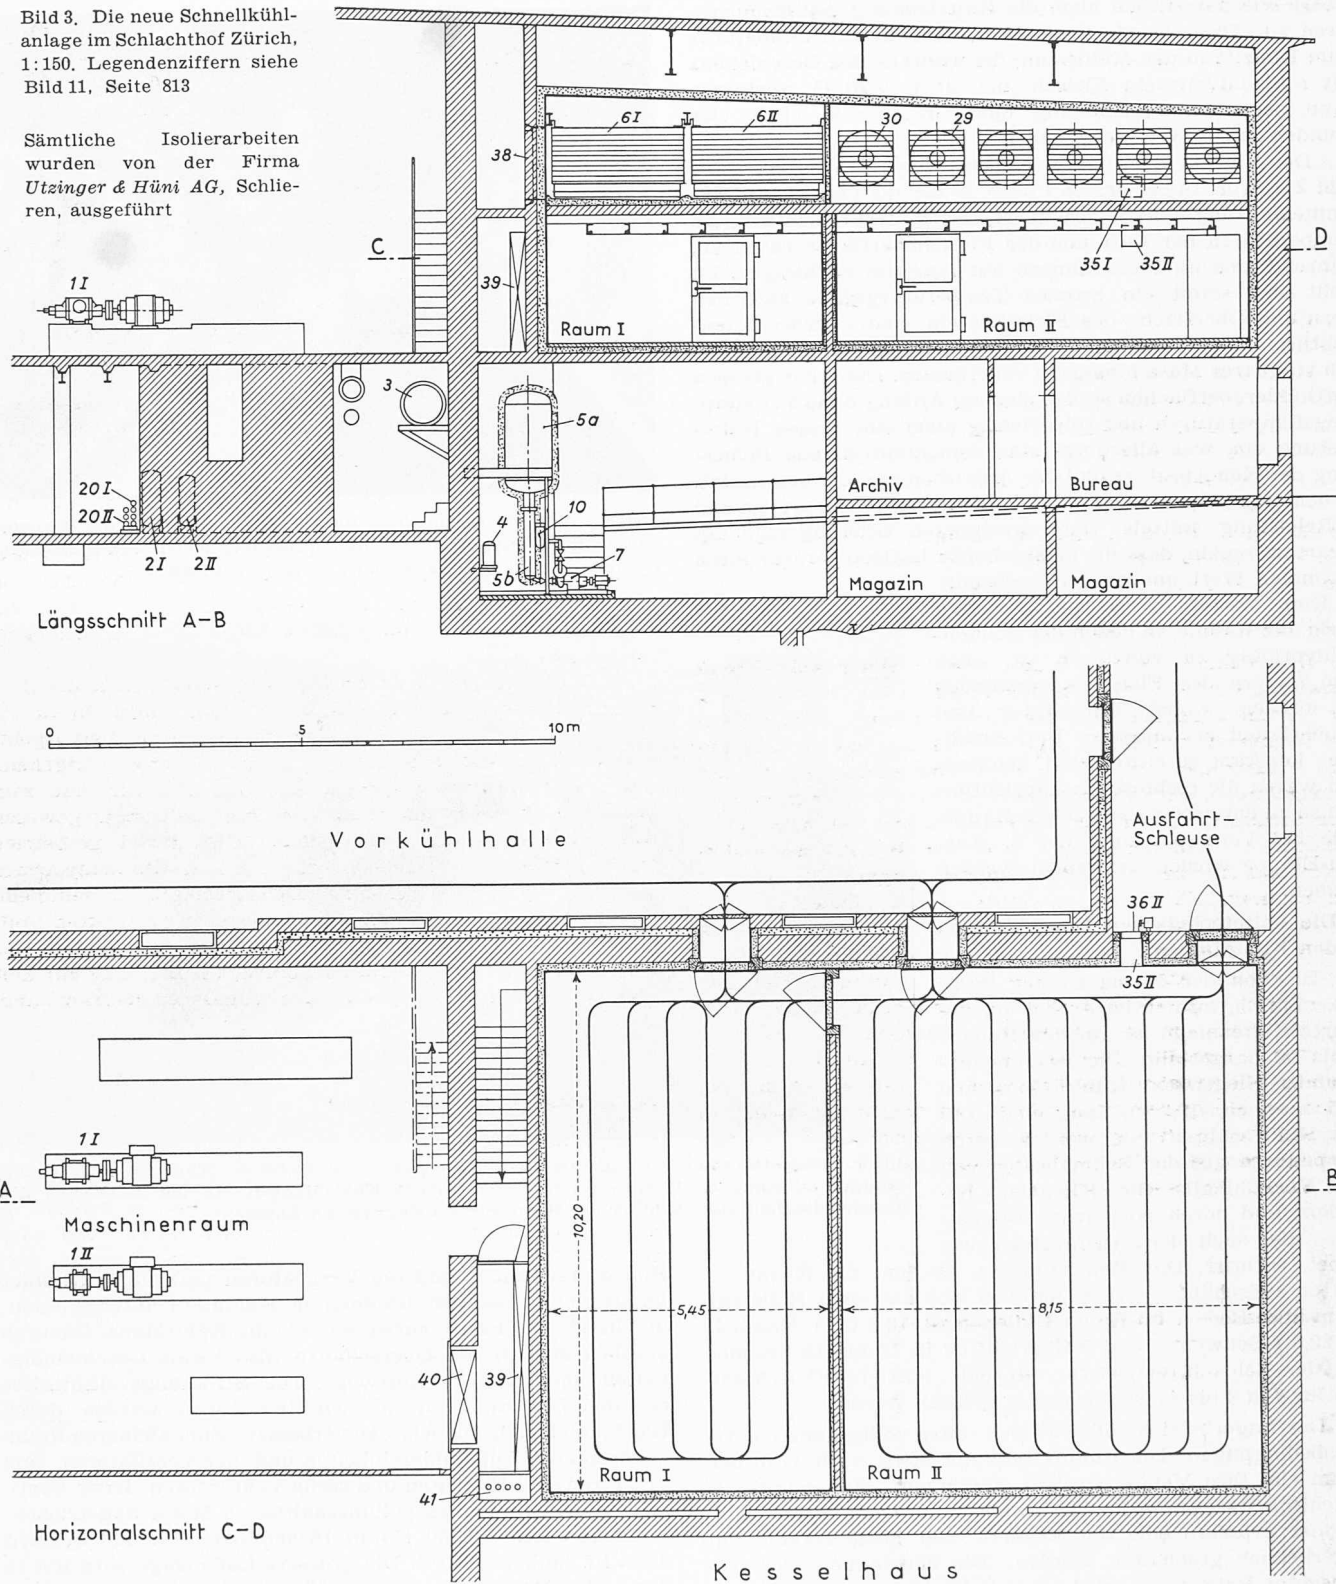 Bild 3. Die neue Schnellkühl-
anlage im Schlachthof Zürich,
1:150. Legendenziffern siehe
Bild 11, Seite 813
Sämtliche Isolierarbeiten
wurden von der Firma
Utzinger & Hüni AG, Schlie-
ren, ausgeführt
6I
6II
30
29
38
C
D
35I
35II
39
1I
Raum I
Raum II
3
5a
Archiv
Bureau
20I
20II
10
4
2I
2II
5b
7
Magazin
Magazin
Längsschnitt A-B
0
5
10m
Vorkühlhalle
Ausfahrt-
Schleuse
36II
35II
1I
A
B
Maschinenraum
10,20
1II
5,45
8,15
40
39
Raum I
Raum II
41
Horizontalschnitt C-D
Kesselhaus